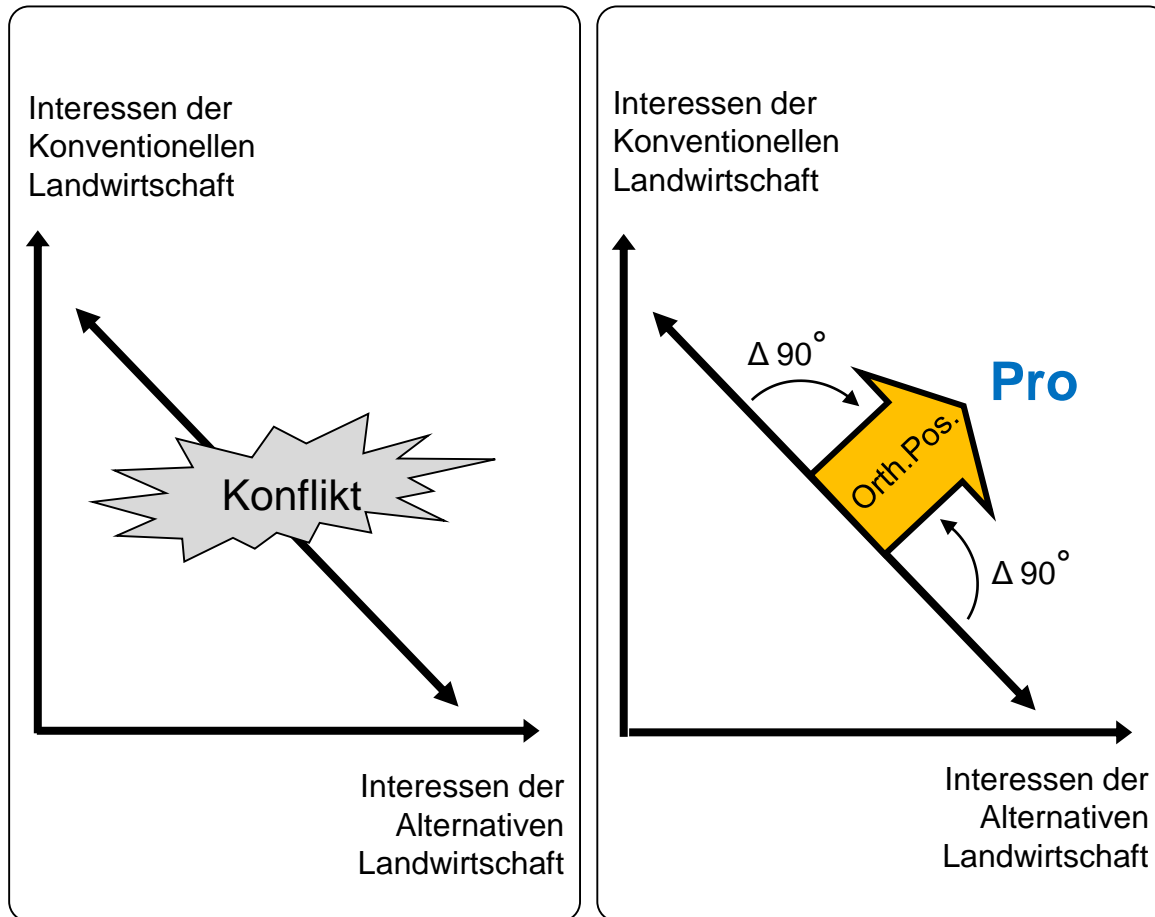 Interessen der
Konventionellen
Landwirtschaft
Konflikt
Interessen der
Alternativen
Landwirtschaft
Interessen der
Konventionellen
Landwirtschaft
Δ 90°
Pro
Orth.Pos.
Δ 90°
Interessen der
Alternativen
Landwirtschaft